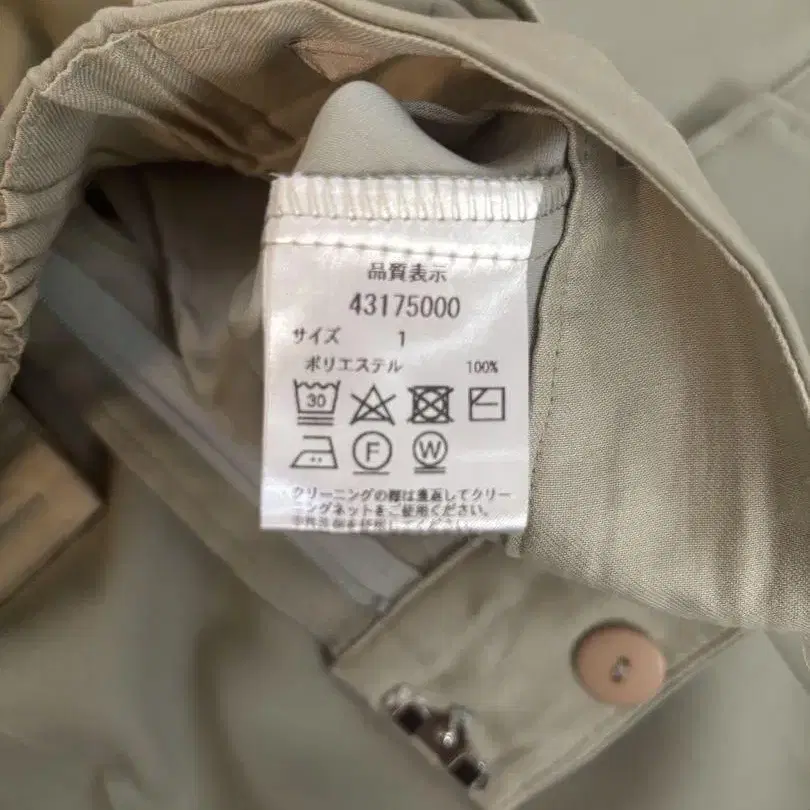 品質表示
43175000
サイズ 1
ポリエステル 100%
30
F W
クリーニングの際は裏返してクリー
ニングネットをご使用ください。